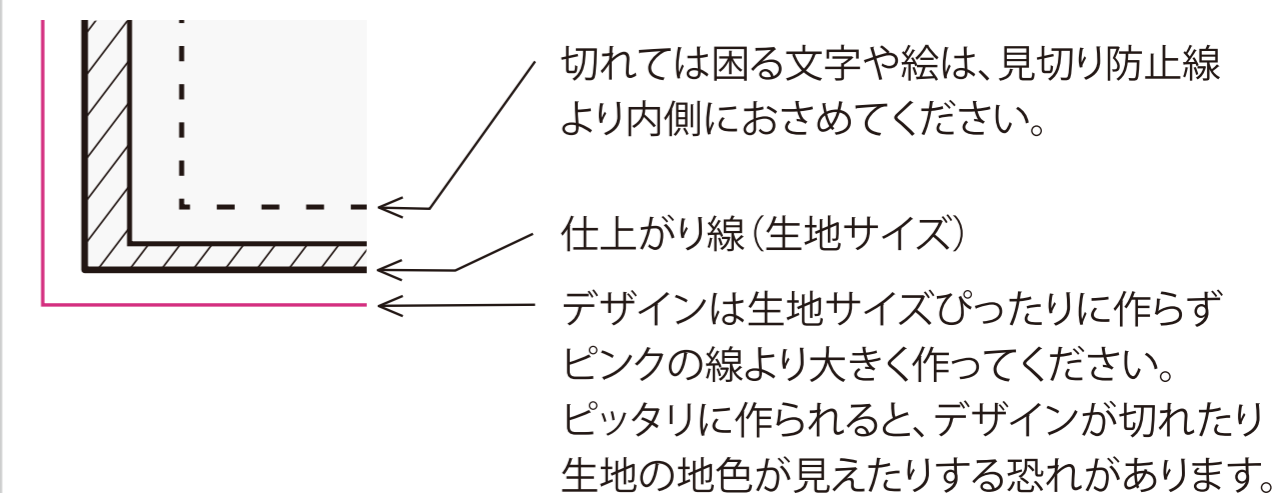 切れては困る文字や絵は、見切り防止線
より内側におさめてください。
仕上がり線（生地サイズ）
デザインは生地サイズぴったりに作らず
ピンクの線より大きく作ってください。
ピッタリに作られると、デザインが切れたり
生地の地色が見えたりする恐れがあります。